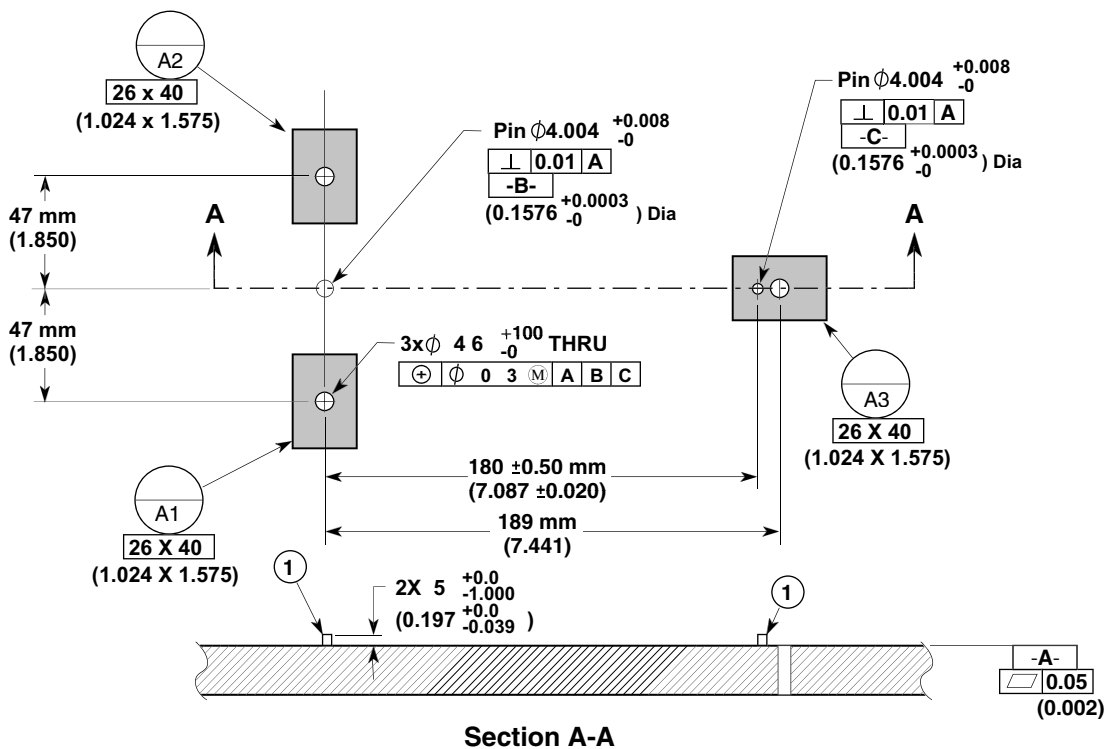 A2
26 x 40
(1.024 x 1.575)
Pin ⌀4.004 +0.008 -0
⊥ 0.01 A
-B-
(0.1576 +0.0003 -0 ) Dia
Pin ⌀4.004 +0.008 -0
⊥ 0.01 A
-C-
(0.1576 +0.0003 -0 ) Dia
47 mm
(1.850)
A
A
47 mm
(1.850)
3x⌀ 4 6 +100 -0 THRU
⌖ ⌀ 0 3 Ⓜ A B C
A3
26 X 40
(1.024 X 1.575)
180 ±0.50 mm
(7.087 ±0.020)
189 mm
(7.441)
A1
26 X 40
(1.024 X 1.575)
1
2X 5 +0.0 -1.000
(0.197 +0.0 -0.039 )
1
-A-
⏥ 0.05
(0.002)
Section A-A